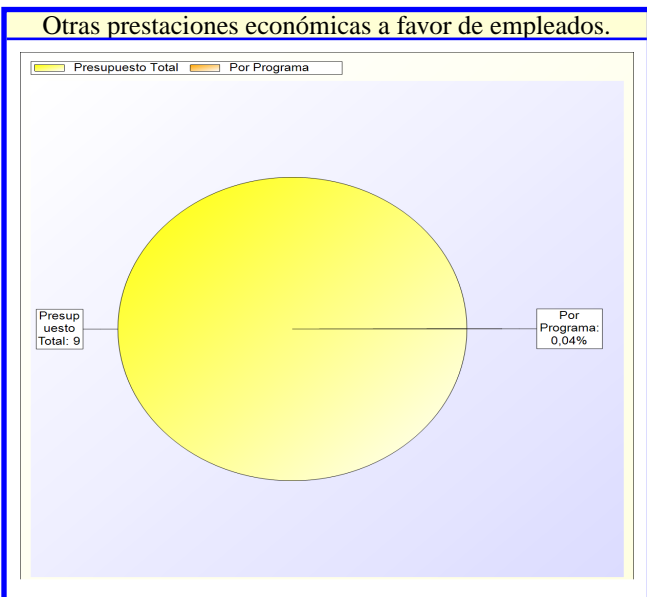 Otras prestaciones económicas a favor de empleados.
Presupuesto Total Por Programa
Presup
uesto
Total: 9
Por
Programa:
0,04%